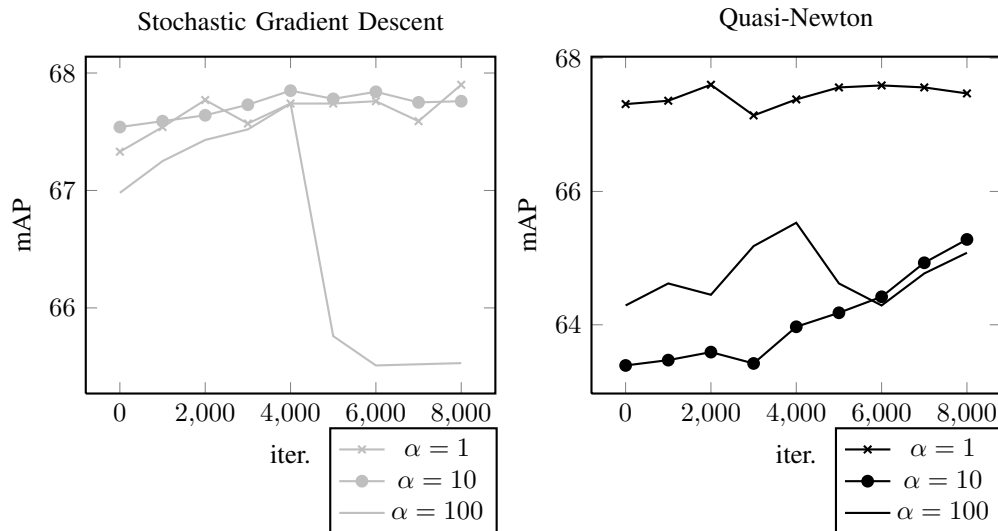 Stochastic Gradient Descent
68
67
66
mAP
0 2,000 4,000 6,000 8,000
iter.
α = 1
α = 10
α = 100
Quasi-Newton
68
66
64
mAP
0 2,000 4,000 6,000 8,000
iter.
α = 1
α = 10
α = 100